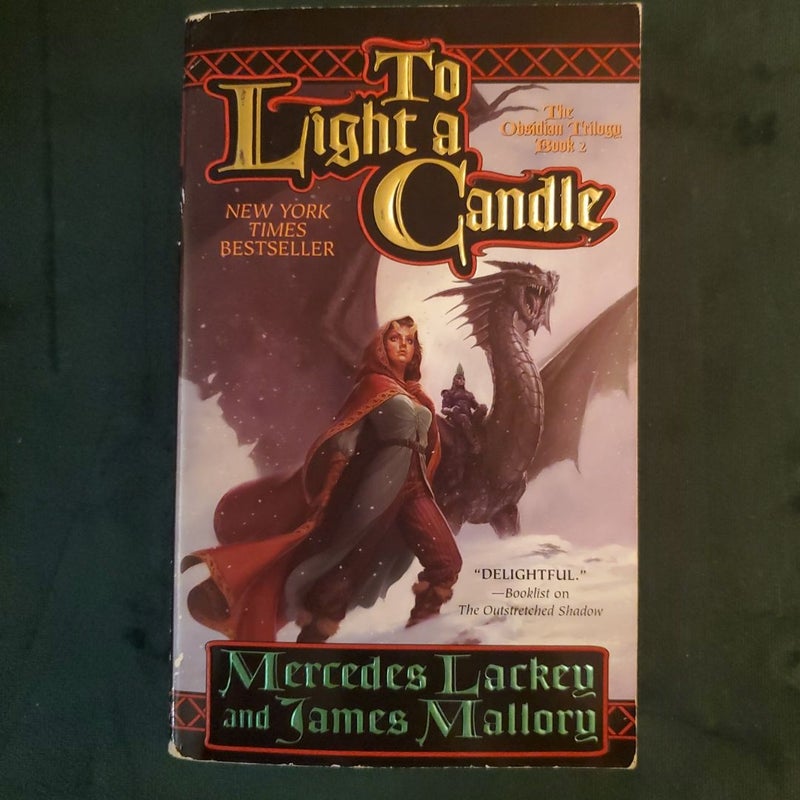 To
Light a
Candle
The
Obsidian Trilogy
Book 2
NEW YORK
TIMES
BESTSELLER
"DELIGHTFUL."
—Booklist on
The Outstretched Shadow
Mercedes Lackey
and James Mallory